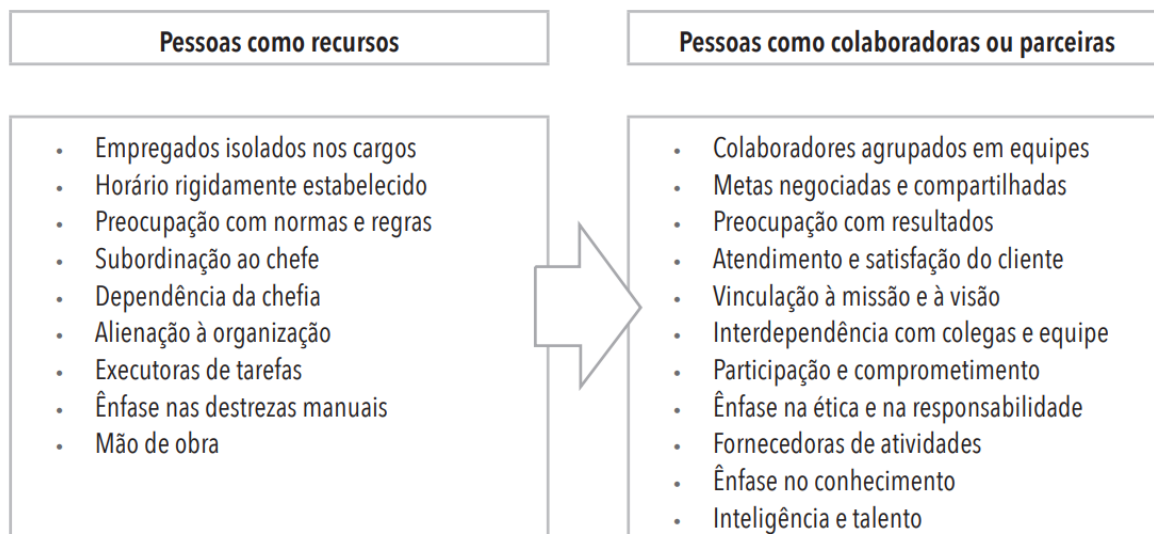 Pessoas como recursos
• Empregados isolados nos cargos
• Horário rigidamente estabelecido
• Preocupação com normas e regras
• Subordinação ao chefe
• Dependência da chefia
• Alienação à organização
• Executoras de tarefas
• Ênfase nas destrezas manuais
• Mão de obra
Pessoas como colaboradoras ou parceiras
• Colaboradores agrupados em equipes
• Metas negociadas e compartilhadas
• Preocupação com resultados
• Atendimento e satisfação do cliente
• Vinculação à missão e à visão
• Interdependência com colegas e equipe
• Participação e comprometimento
• Ênfase na ética e na responsabilidade
• Fornecedoras de atividades
• Ênfase no conhecimento
• Inteligência e talento